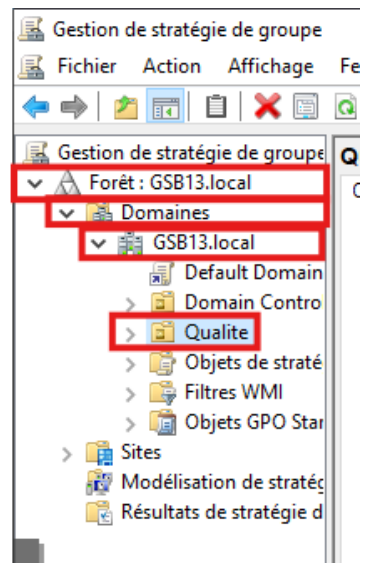 Gestion de stratégie de groupe
Fichier Action Affichage Fe
Gestion de stratégie de groupe
Forêt : GSB13.local
Domaines
GSB13.local
Default Domain
Domain Contro
Qualite
Objets de straté
Filtres WMI
Objets GPO Star
Sites
Modélisation de stratég
Résultats de stratégie d